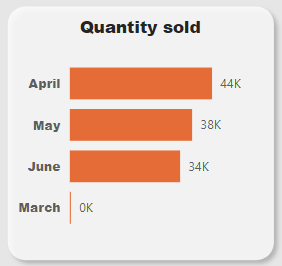 Quantity sold
April 44K
May 38K
June 34K
March 0K